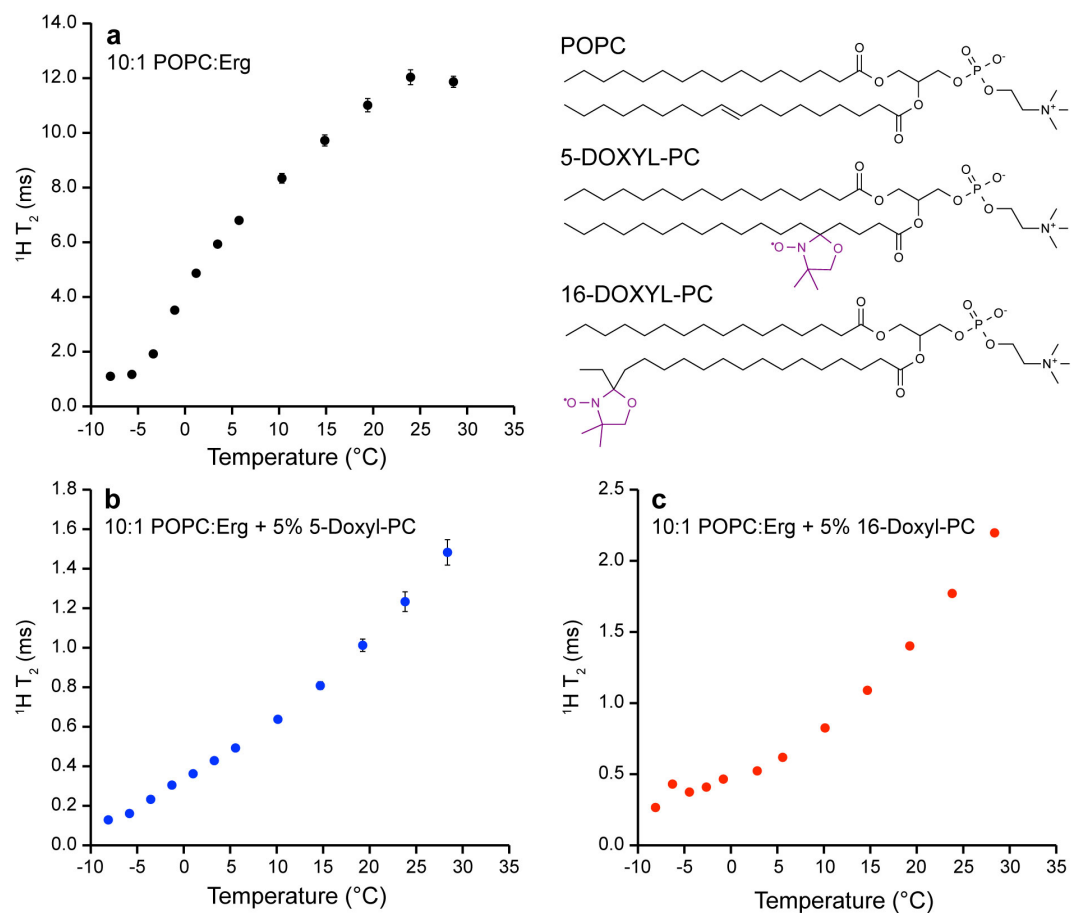 a
10:1 POPC:Erg
14.0
12.0
10.0
8.0
6.0
4.0
2.0
0.0
¹H T₂ (ms)
-10 -5 0 5 10 15 20 25 30 35
Temperature (°C)
POPC
O
O
O
O
O
P
O
O⁻
O
N⁺
5-DOXYL-PC
O
O
O
O
O
P
O
O⁻
O
N⁺
•O
N
O
16-DOXYL-PC
O
O
O
O
O
P
O
O⁻
O
N⁺
•O
N
O
b
10:1 POPC:Erg + 5% 5-Doxyl-PC
1.8
1.6
1.4
1.2
1.0
0.8
0.6
0.4
0.2
0.0
¹H T₂ (ms)
-10 -5 0 5 10 15 20 25 30 35
Temperature (°C)
c
10:1 POPC:Erg + 5% 16-Doxyl-PC
2.5
2.0
1.5
1.0
0.5
0.0
¹H T₂ (ms)
-10 -5 0 5 10 15 20 25 30 35
Temperature (°C)